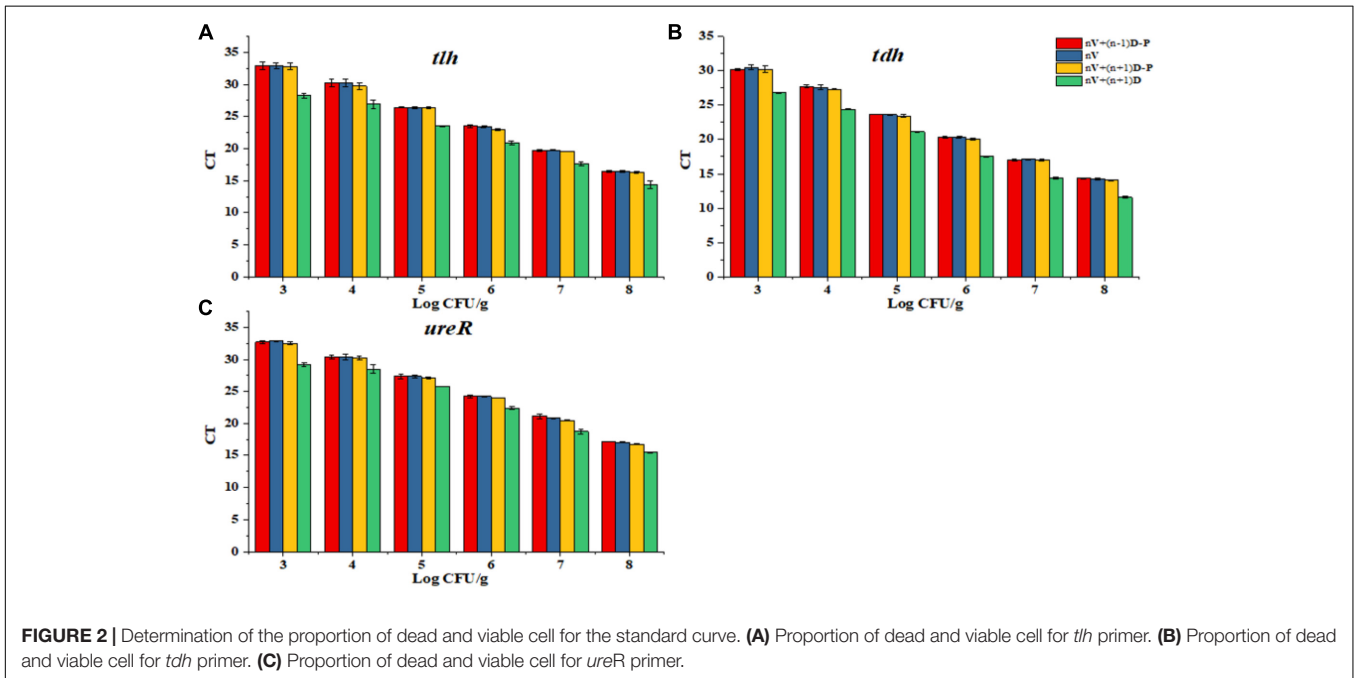 A
tlh
35
30
25
20
15
10
5
0
CT
3 4 5 6 7 8
Log CFU/g
B
tdh
35
30
25
20
15
10
5
0
CT
3 4 5 6 7 8
Log CFU/g
nV+(n-1)D-P
nV
nV+(n+1)D-P
nV+(n+1)D
C
ureR
35
30
25
20
15
10
5
0
CT
3 4 5 6 7 8
Log CFU/g
FIGURE 2 | Determination of the proportion of dead and viable cell for the standard curve. (A) Proportion of dead and viable cell for tlh primer. (B) Proportion of dead
and viable cell for tdh primer. (C) Proportion of dead and viable cell for ureR primer.